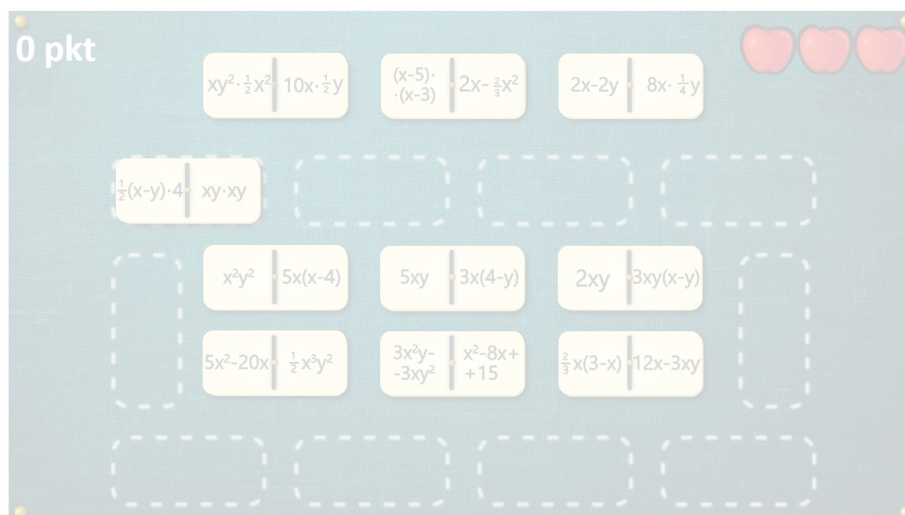 0 pkt
xy²·½x² 10x·½y
(x-5)·
·(x-3)
2x-⅔x²
2x-2y 8x·¼y
½(x-y)·4 xy·xy
x²y² 5x(x-4)
5xy 3x(4-y)
2xy 3xy(x-y)
5x²-20x ½x³y²
3x²y-
-3xy²
x²-8x+
+15
⅔x(3-x) 12x-3xy